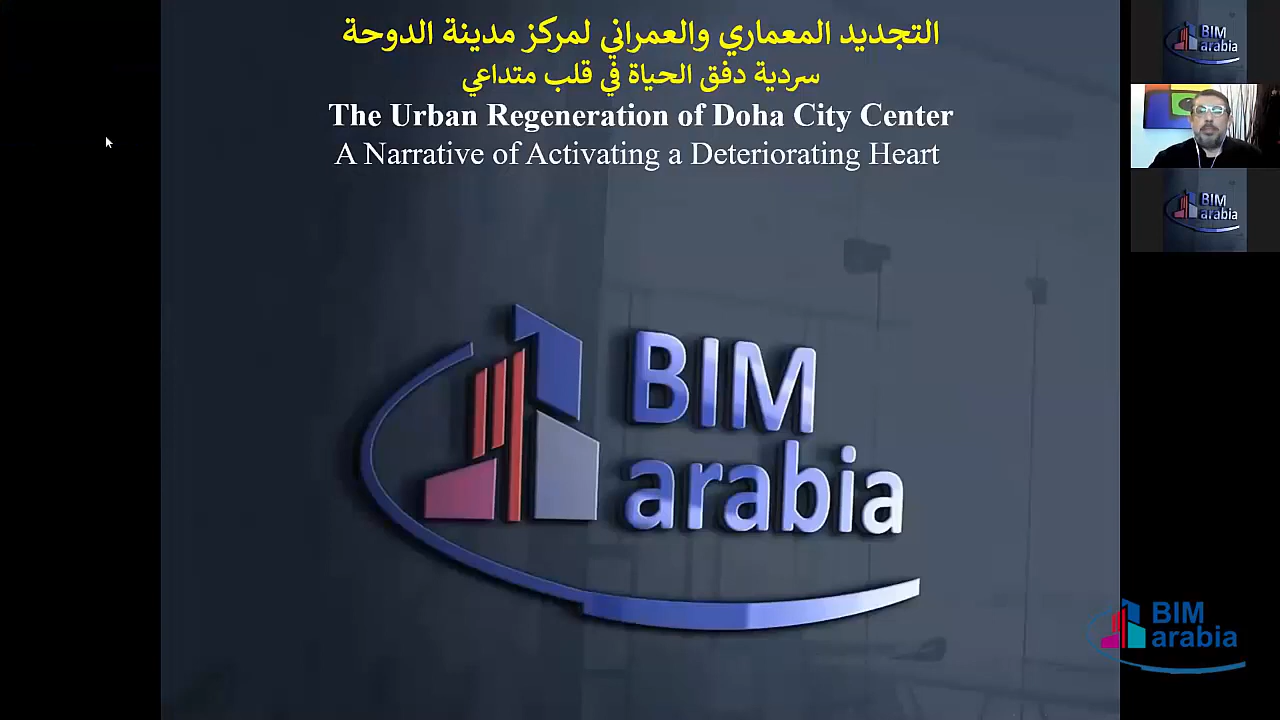 التجديد المعماري والعمراني لمركز مدينة الدوحة
سردية دفق الحياة في قلب متداعي
The Urban Regeneration of Doha City Center
A Narrative of Activating a Deteriorating Heart
BIM
arabia
BIM
arabia
BIM
arabia
BIM
arabia